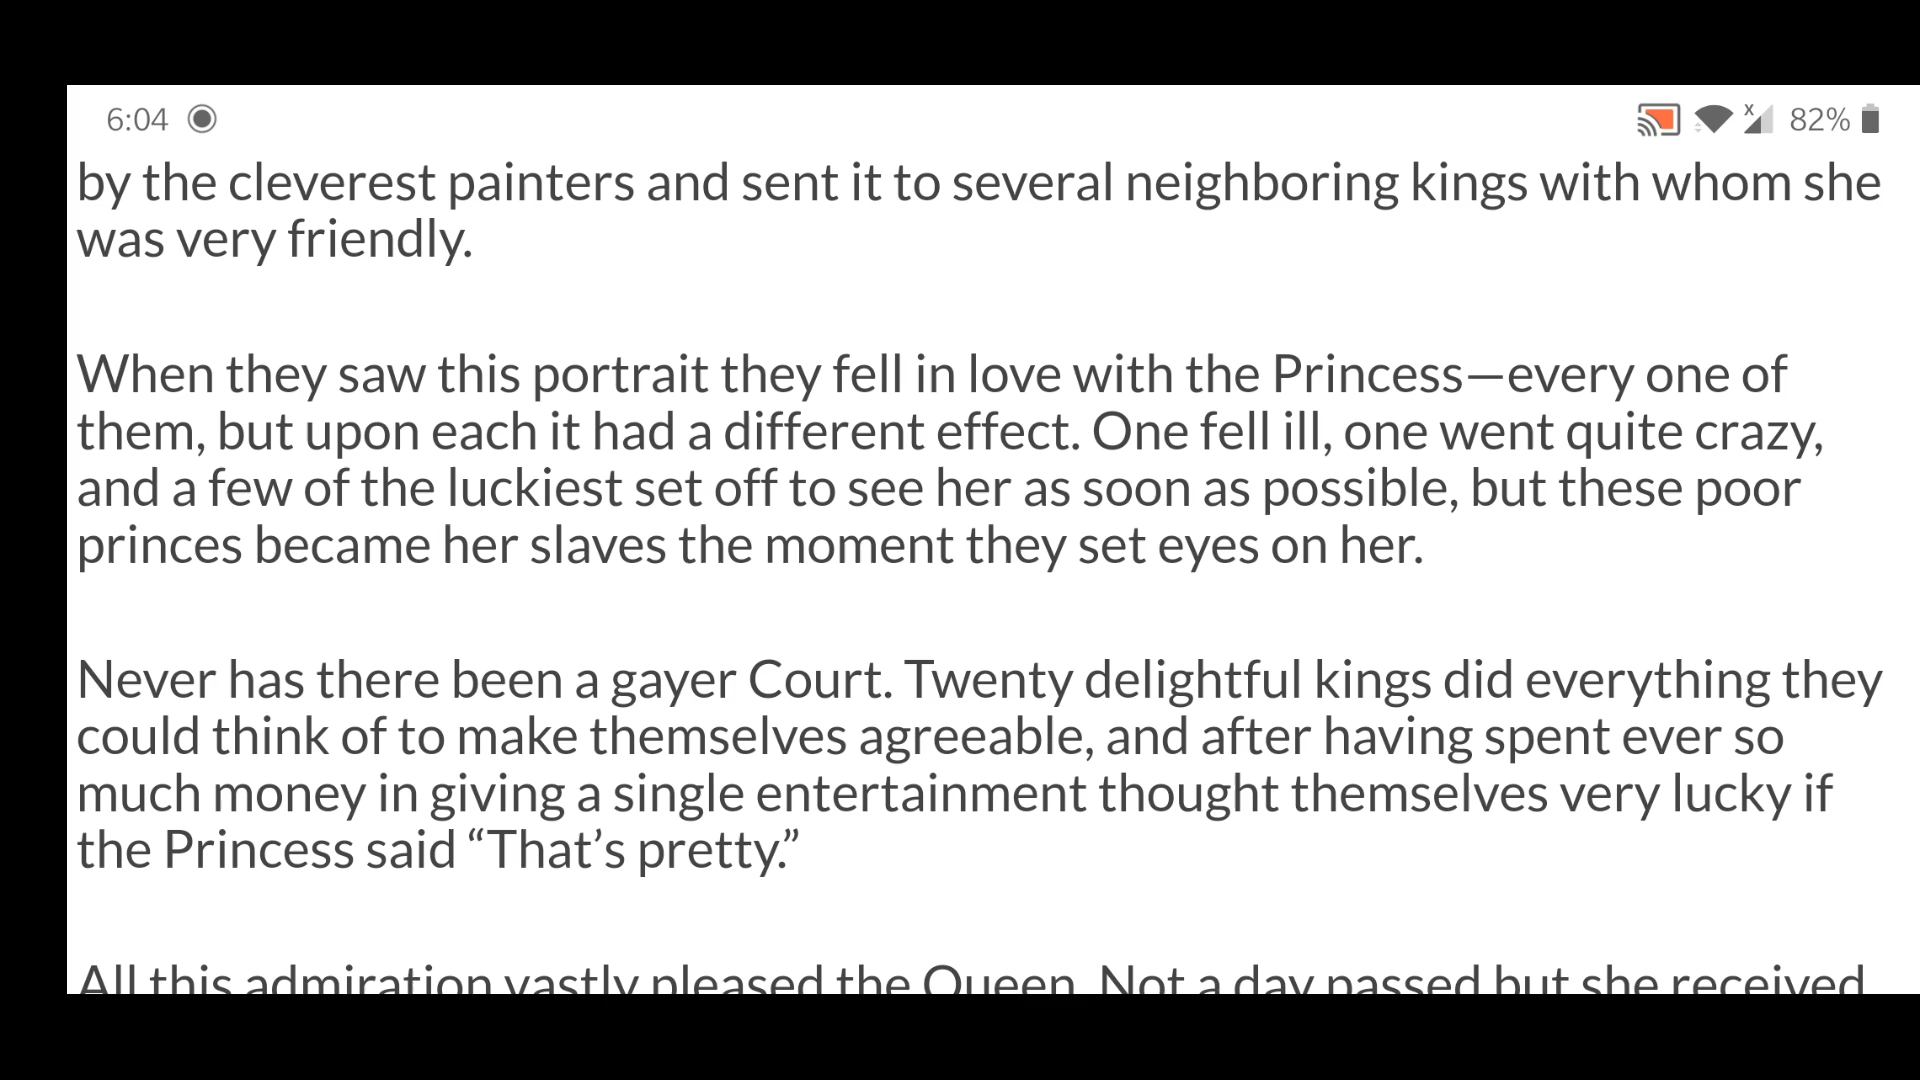 6:04
82%
by the cleverest painters and sent it to several neighboring kings with whom she
was very friendly.
When they saw this portrait they fell in love with the Princess—every one of
them, but upon each it had a different effect. One fell ill, one went quite crazy,
and a few of the luckiest set off to see her as soon as possible, but these poor
princes became her slaves the moment they set eyes on her.
Never has there been a gayer Court. Twenty delightful kings did everything they
could think of to make themselves agreeable, and after having spent ever so
much money in giving a single entertainment thought themselves very lucky if
the Princess said “That’s pretty.”
All this admiration vastly pleased the Queen. Not a day passed but she received